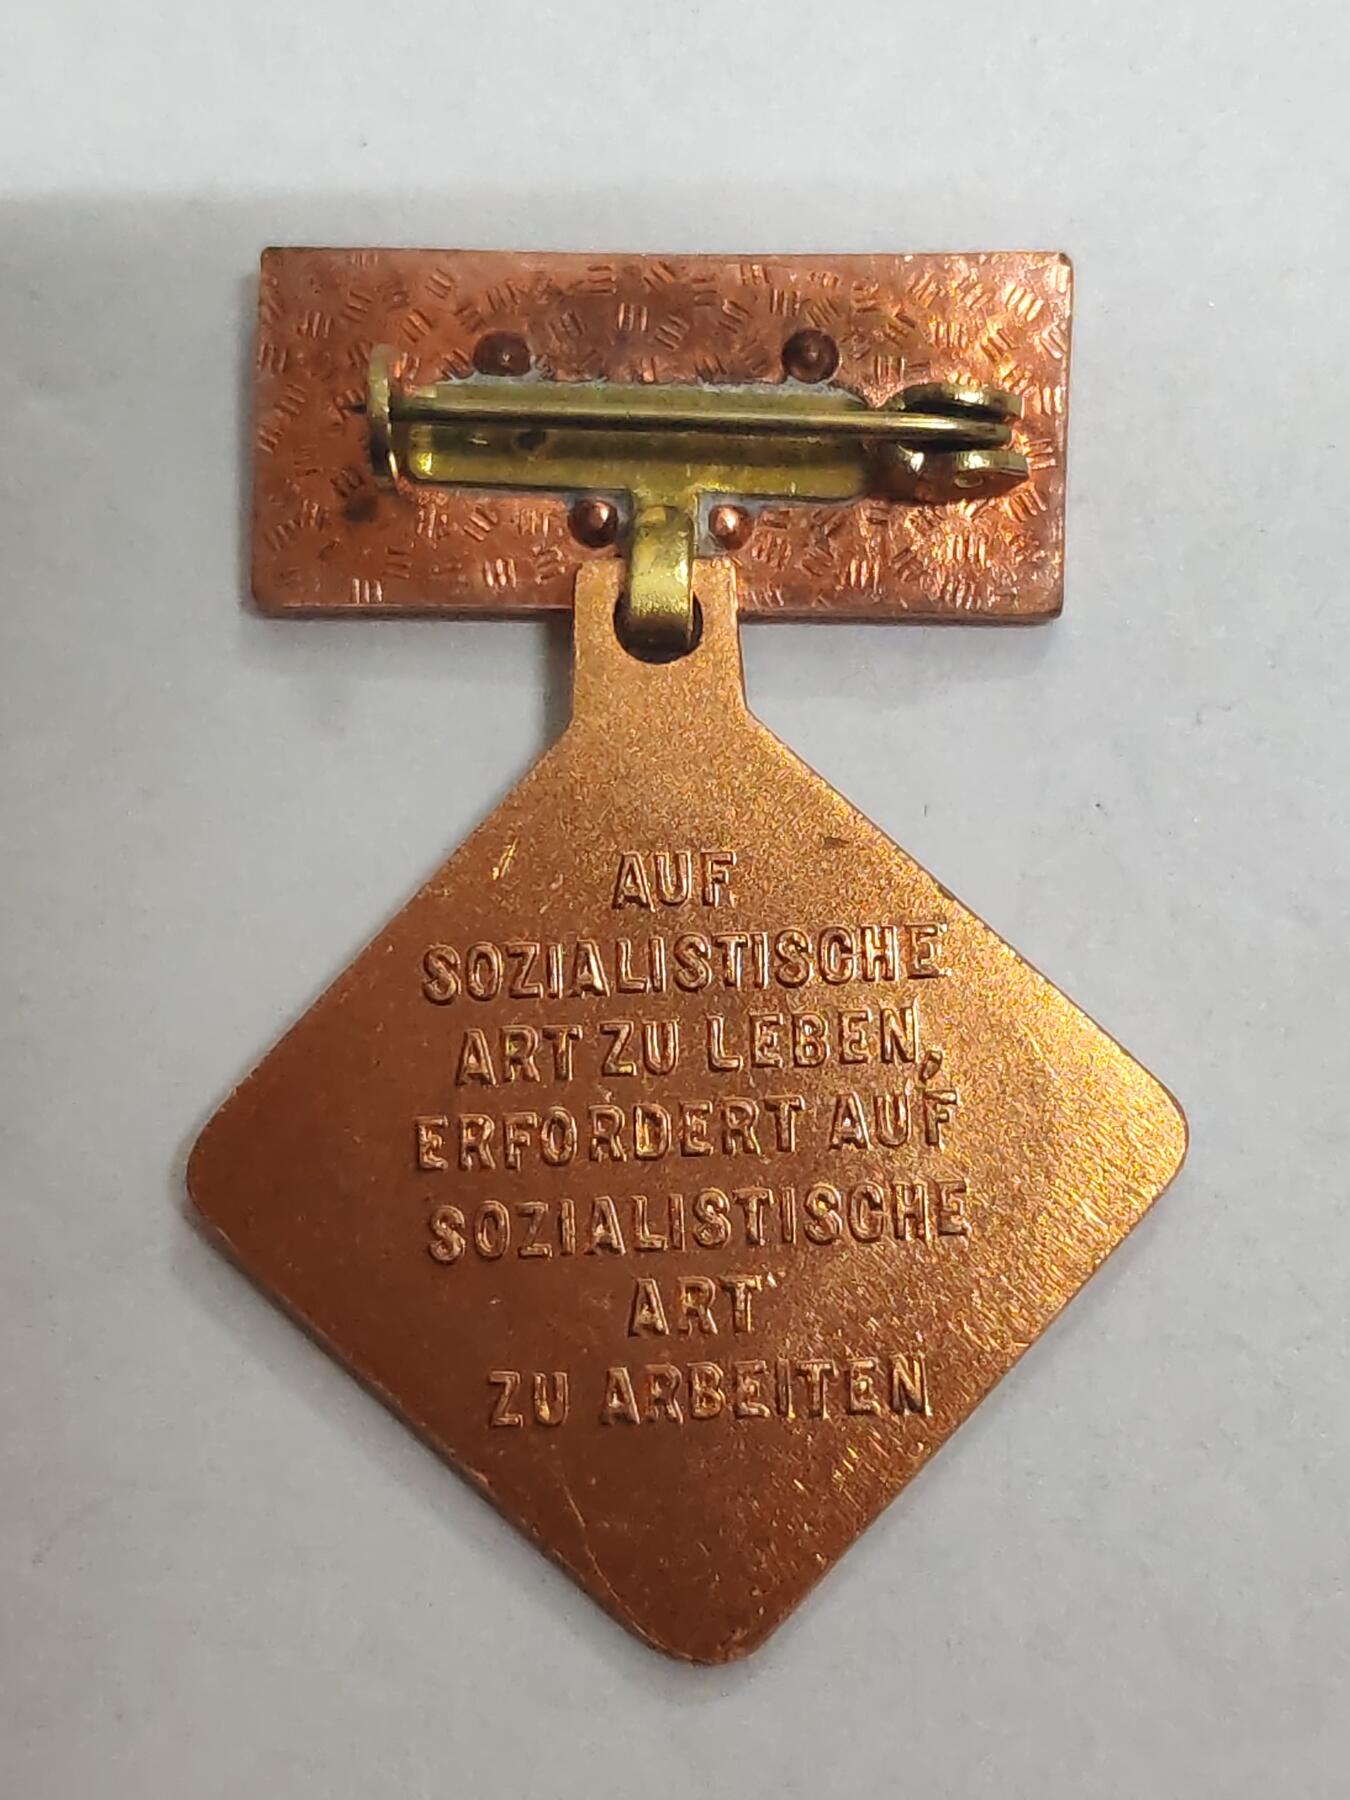 AUF
SOZIALISTISCHE
ART ZU LEBEN,
ERFORDERT AUF
SOZIALISTISCHE
ART
ZU ARBEITEN